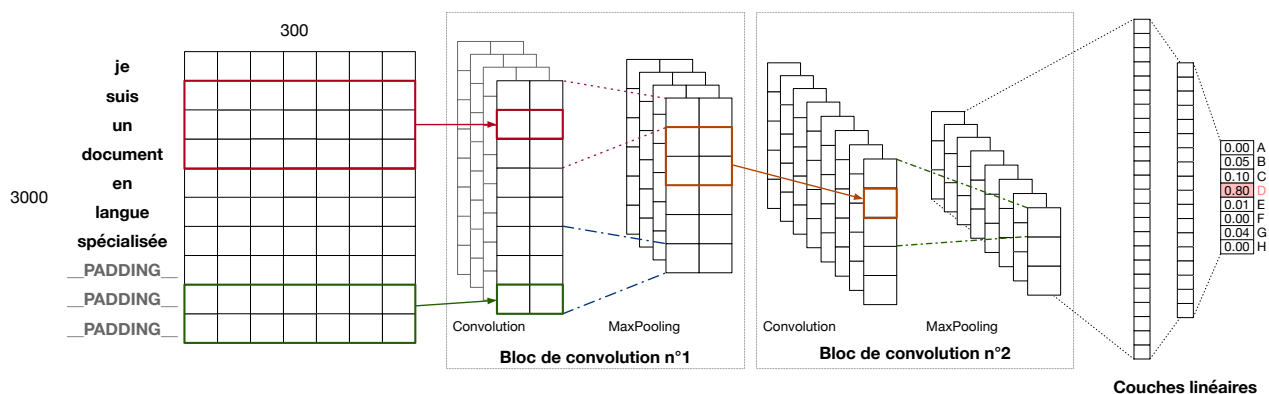 300
3000
je
suis
un
document
en
langue
spécialisée
__PADDING__
__PADDING__
__PADDING__
Convolution
MaxPooling
Bloc de convolution n°1
Convolution
MaxPooling
Bloc de convolution n°2
0.00 A
0.05 B
0.10 C
0.80 D
0.01 E
0.00 F
0.04 G
0.00 H
Couches linéaires